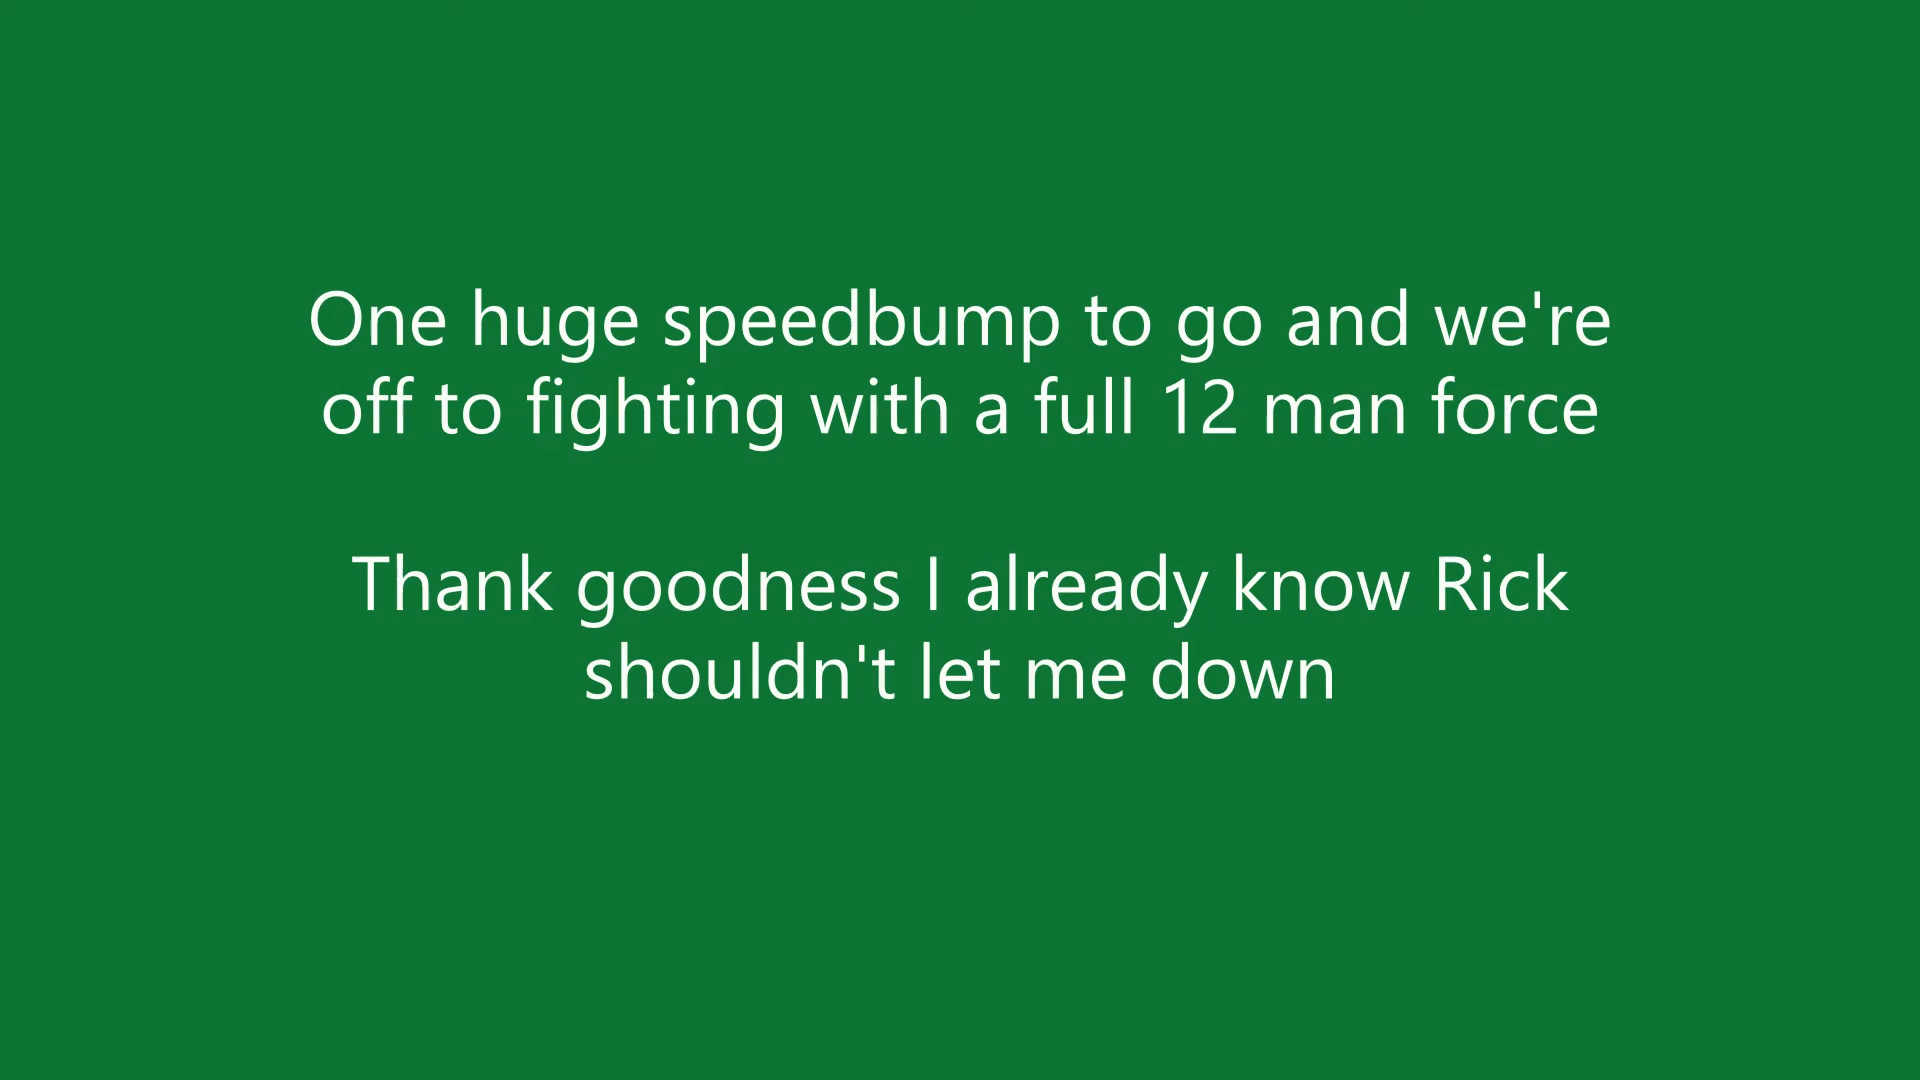 One huge speedbump to go and we're
off to fighting with a full 12 man force
Thank goodness I already know Rick
shouldn't let me down